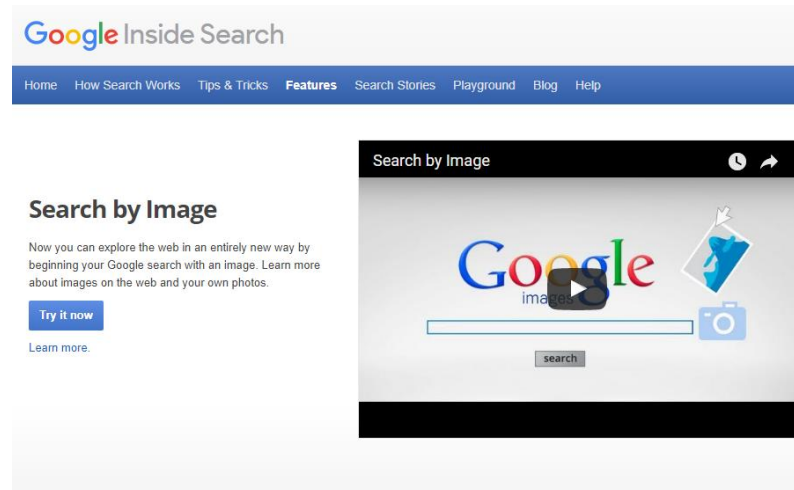 Google Inside Search
Home How Search Works Tips & Tricks Features Search Stories Playground Blog Help
Search by Image
Now you can explore the web in an entirely new way by
beginning your Google search with an image. Learn more
about images on the web and your own photos.
Try it now
Learn more.
Search by Image
Google
images
search